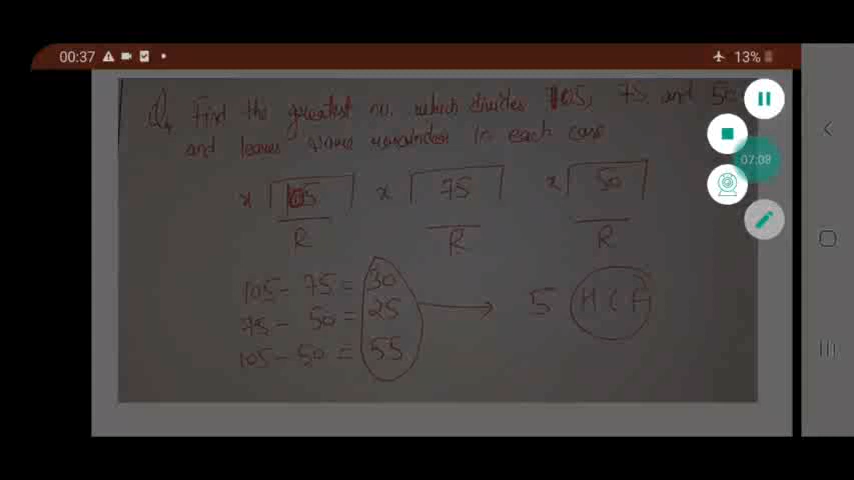 00:37 13%
Q. Find the greatest no. which divides 105, 75 and 50
and leaves same remainder in each case
x 105 x 75 x 50
R R R
105 - 75 = 30
75 - 50 = 25
105 - 50 = 55
5 HCF
07:08